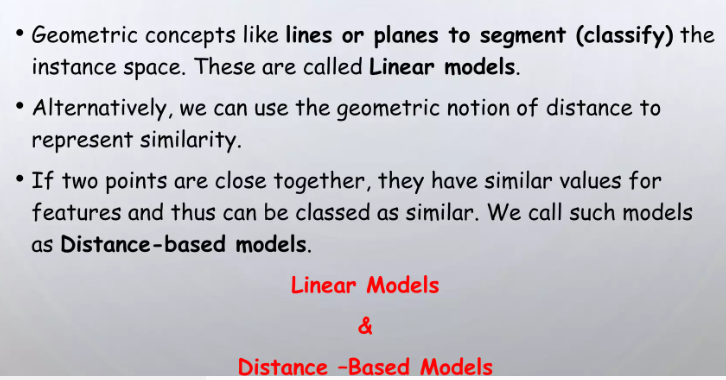 • Geometric concepts like lines or planes to segment (classify) the
instance space. These are called Linear models.
• Alternatively, we can use the geometric notion of distance to
represent similarity.
• If two points are close together, they have similar values for
features and thus can be classed as similar. We call such models
as Distance-based models.
Linear Models
&
Distance –Based Models